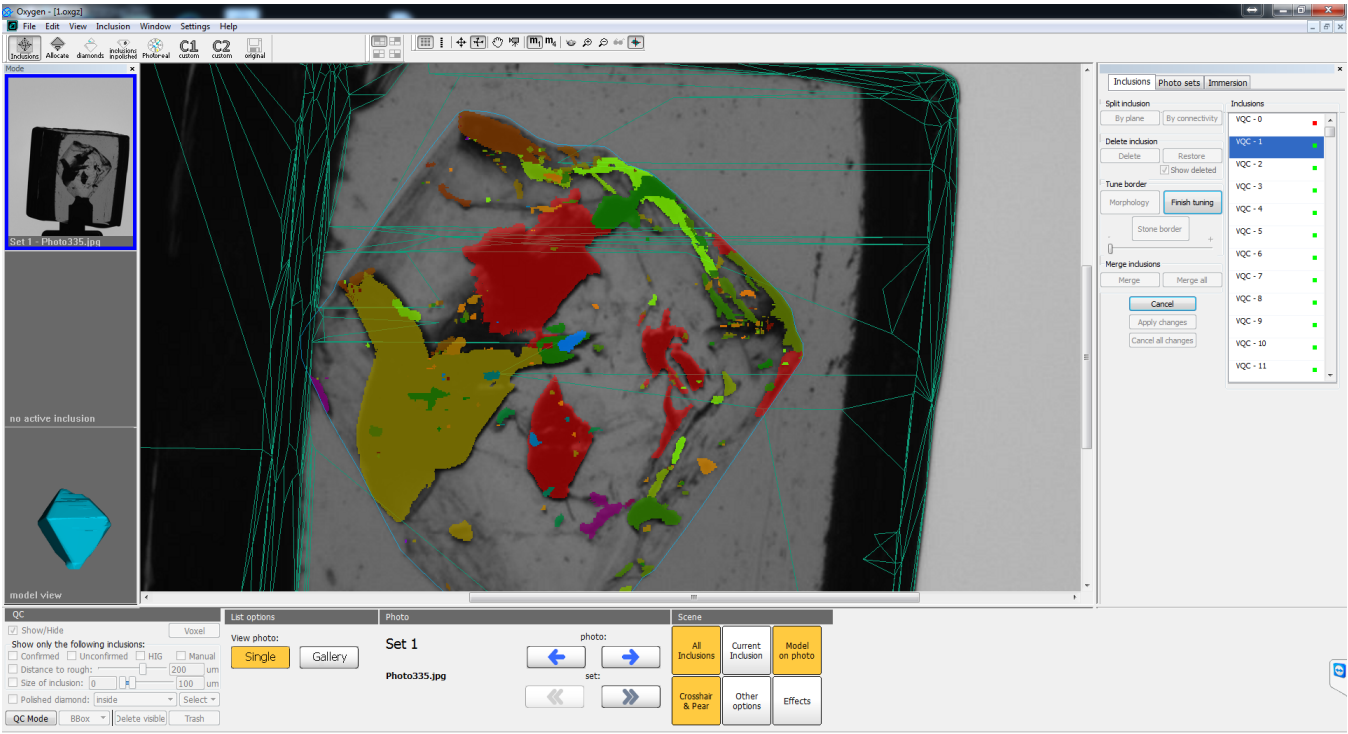 Oxygen - [1.oxgz]
File Edit View Inclusion Window Settings Help
Inclusions Allocate diamonds inclusions inpolished Photoreal C1 custom C2 custom original
m
Mode
Set 1 - Photo335.jpg
no active inclusion
model view
Inclusions Photo sets Immersion
Split inclusion
By plane By connectivity
Delete inclusion
Delete Restore
Show deleted
Tune border
Morphology Finish tuning
Stone border
- +
Merge inclusions
Merge Merge all
Cancel
Apply changes
Cancel all changes
Inclusions
VQC - 0
VQC - 1
VQC - 2
VQC - 3
VQC - 4
VQC - 5
VQC - 6
VQC - 7
VQC - 8
VQC - 9
VQC - 10
VQC - 11
QC
Show/Hide Voxel
Show only the following inclusions:
Confirmed Unconfirmed HIG Manual
Distance to rough: 200 um
Size of inclusion: 0 100 um
Polished diamond: inside Select
QC Mode BBox Delete visible Trash
List options
View photo:
Single Gallery
Photo
Set 1
Photo335.jpg
photo:
set:
Scene
All Inclusions
Current Inclusion
Model on photo
Crosshair & Pear
Other options
Effects